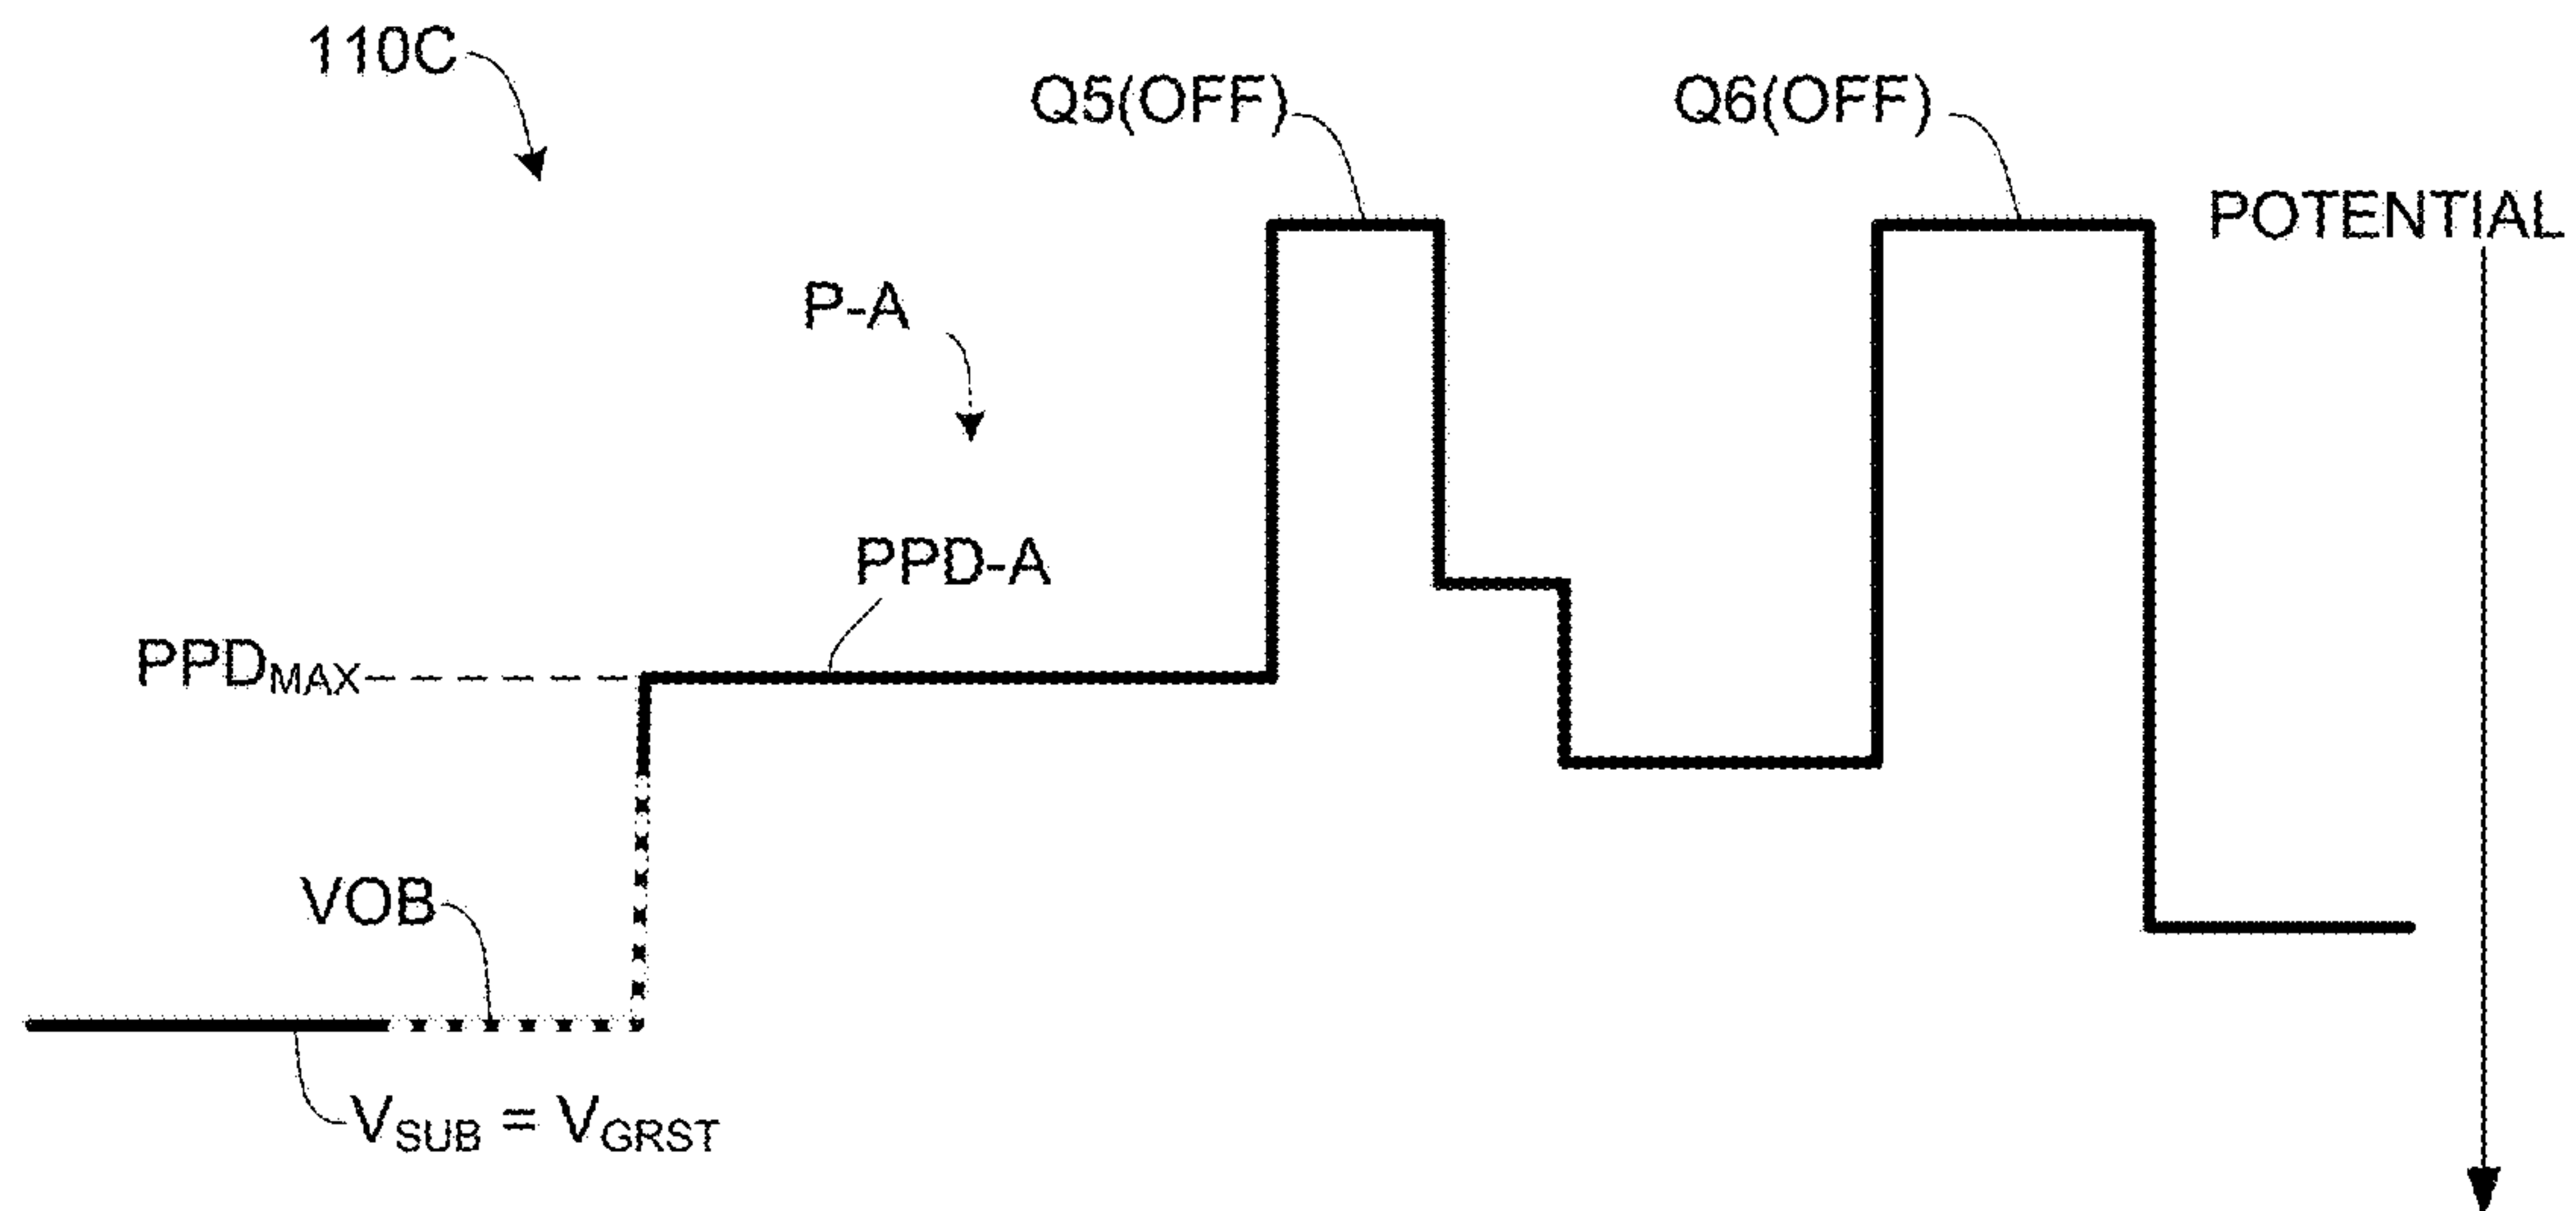 110C
Q5(OFF)
Q6(OFF)
POTENTIAL
P-A
PPD-A
PPDMAX
VOB
VSUB = VGRST